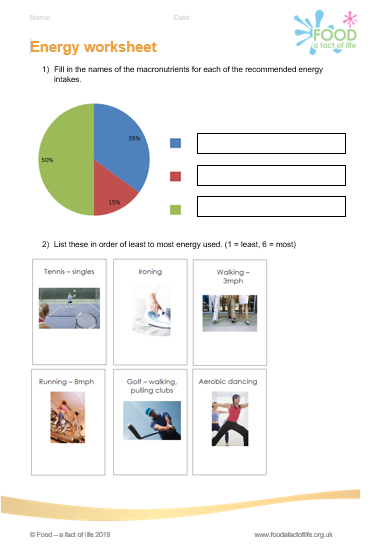 Name:
Date:
FOOD
a fact of life
Energy worksheet
1) Fill in the names of the macronutrients for each of the recommended energy
intakes.
35%
50%
15%
2) List these in order of least to most energy used. (1 = least, 6 = most)
Tennis – singles
Ironing
Walking –
3mph
Running – 8mph
Golf – walking,
pulling clubs
Aerobic dancing
© Food – a fact of life 2019
www.foodafactoflife.org.uk